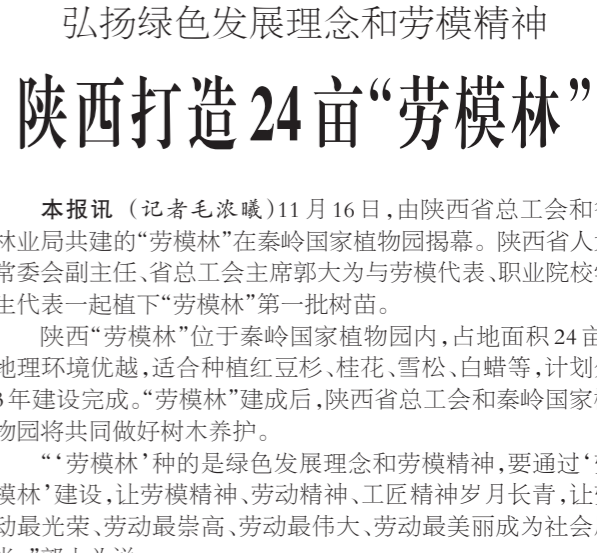 弘扬绿色发展理念和劳模精神
陕西打造24亩“劳模林”
本报讯（记者毛浓曦）11月16日，由陕西省总工会和
林业局共建的“劳模林”在秦岭国家植物园揭幕。陕西省人
常委会副主任、省总工会主席郭大为与劳模代表、职业院校
生代表一起植下“劳模林”第一批树苗。
陕西“劳模林”位于秦岭国家植物园内，占地面积24亩
地理环境优越，适合种植红豆杉、桂花、雪松、白蜡等，计划
3年建设完成。“劳模林”建成后，陕西省总工会和秦岭国家
物园将共同做好树木养护。
“‘劳模林’种的是绿色发展理念和劳模精神，要通过‘
模林’建设，让劳模精神、劳动精神、工匠精神岁月长青，让
动最光荣、劳动最崇高、劳动最伟大、劳动最美丽成为社会
”郭大为说